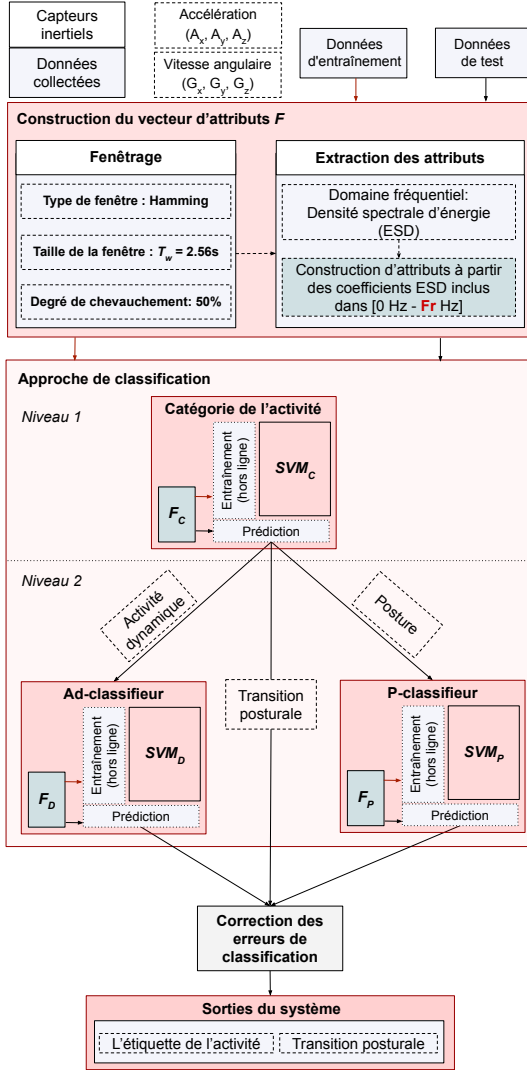 Capteurs
inertiels
Données
collectées
Accélération
(Ax, Ay, Az)
Vitesse angulaire
(Gx, Gy, Gz)
Données
d'entraînement
Données
de test
Construction du vecteur d'attributs F
Fenêtrage
Type de fenêtre : Hamming
Taille de la fenêtre : Tw = 2.56s
Degré de chevauchement: 50%
Extraction des attributs
Domaine fréquentiel:
Densité spectrale d'énergie
(ESD)
Construction d'attributs à partir
des coefficients ESD inclus
dans [0 Hz - Fr Hz]
Approche de classification
Niveau 1
Catégorie de l'activité
Entraînement
(hors ligne)
SVMC
FC
Prédiction
Niveau 2
Activité
dynamique
Posture
Transition
posturale
Ad-classifieur
Entraînement
(hors ligne)
SVMD
FD
Prédiction
P-classifieur
Entraînement
(hors ligne)
SVMP
FP
Prédiction
Correction des
erreurs de
classification
Sorties du système
L'étiquette de l'activité
Transition posturale